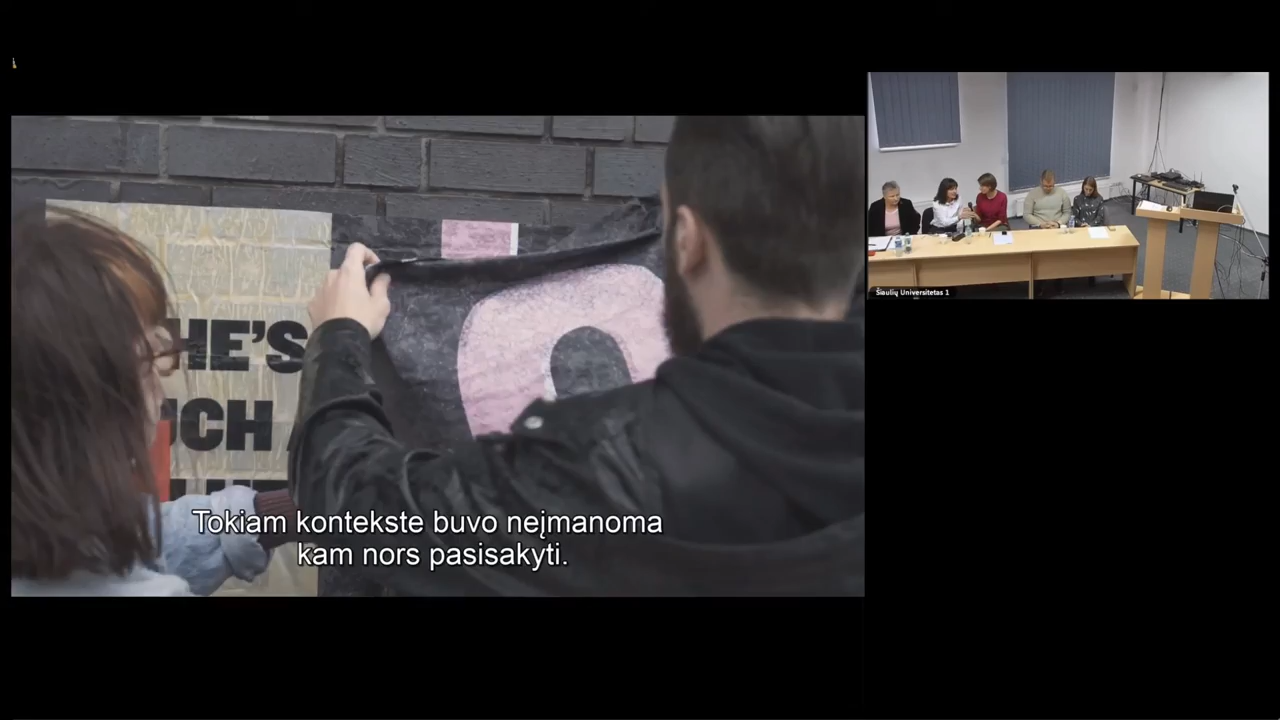 HE'S
UCH
Tokiam kontekste buvo neįmanoma
kam nors pasisakyti.
Šiaulių Universitetas 1